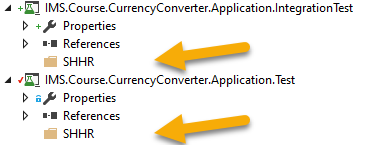 IMS.Course.CurrencyConverter.Application.IntegrationTest
Properties
References
SHHR
IMS.Course.CurrencyConverter.Application.Test
Properties
References
SHHR